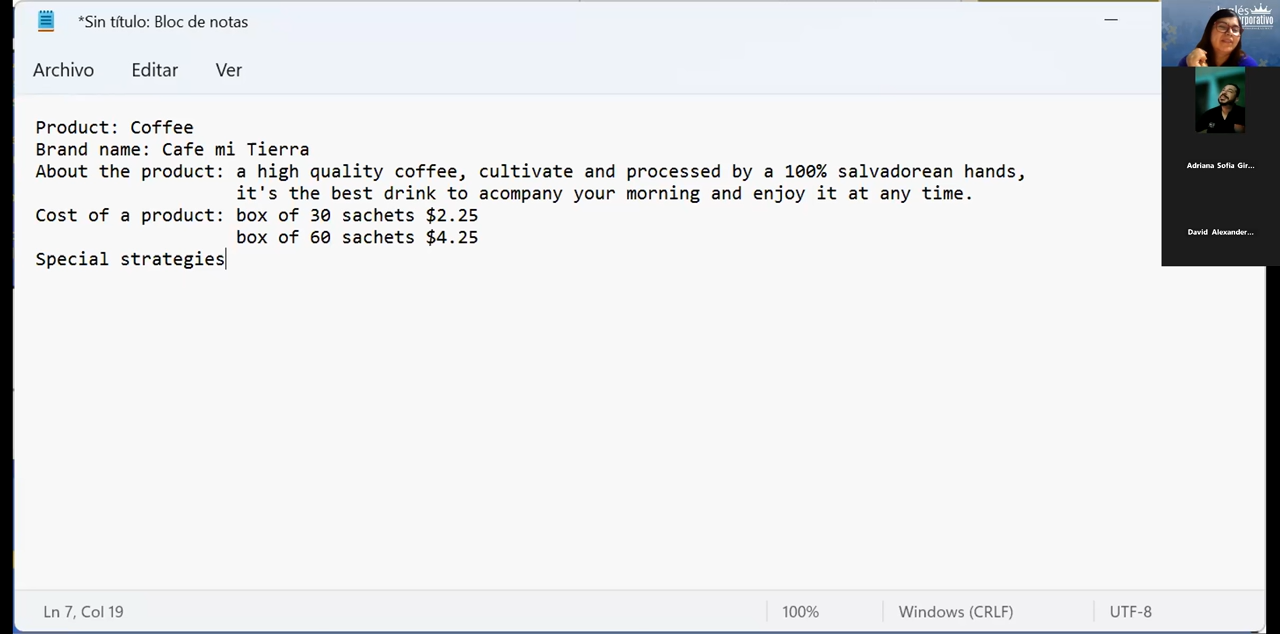 *Sin título: Bloc de notas
Archivo Editar Ver
Product: Coffee
Brand name: Cafe mi Tierra
About the product: a high quality coffee, cultivate and processed by a 100% salvadorean hands,
it's the best drink to acompany your morning and enjoy it at any time.
Cost of a product: box of 30 sachets $2.25
box of 60 sachets $4.25
Special strategies
Adriana Sofia Gir...
David Alexander...
Ln 7, Col 19
100%
Windows (CRLF)
UTF-8